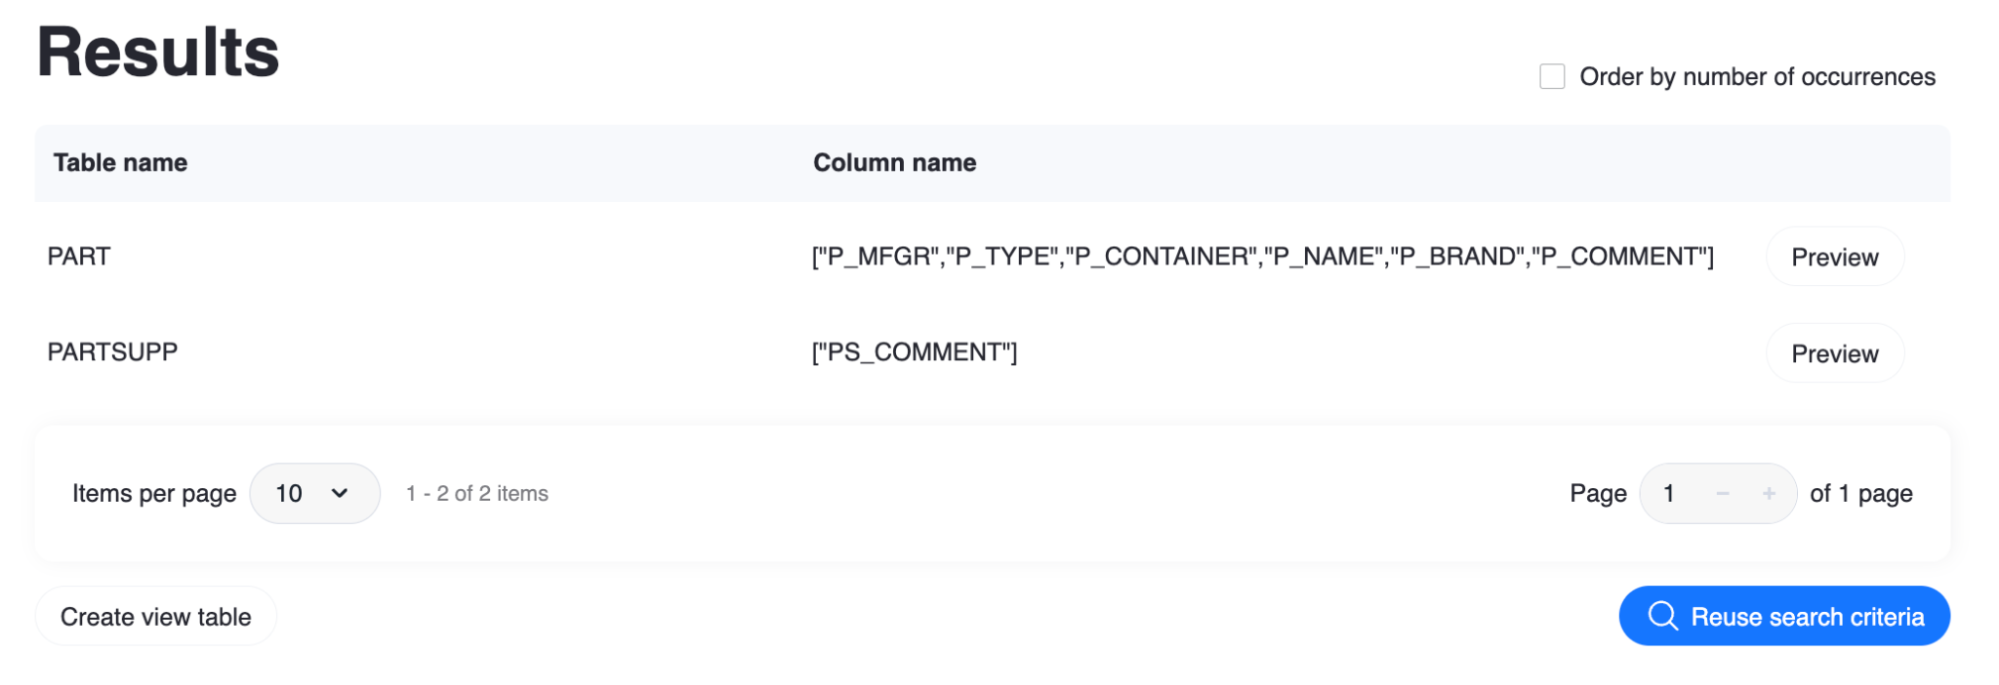 Results
Order by number of occurrences
Table name Column name
PART ["P_MFGR","P_TYPE","P_CONTAINER","P_NAME","P_BRAND","P_COMMENT"] Preview
PARTSUPP ["PS_COMMENT"] Preview
Items per page 10 1 - 2 of 2 items Page 1 − + of 1 page
Create view table Reuse search criteria